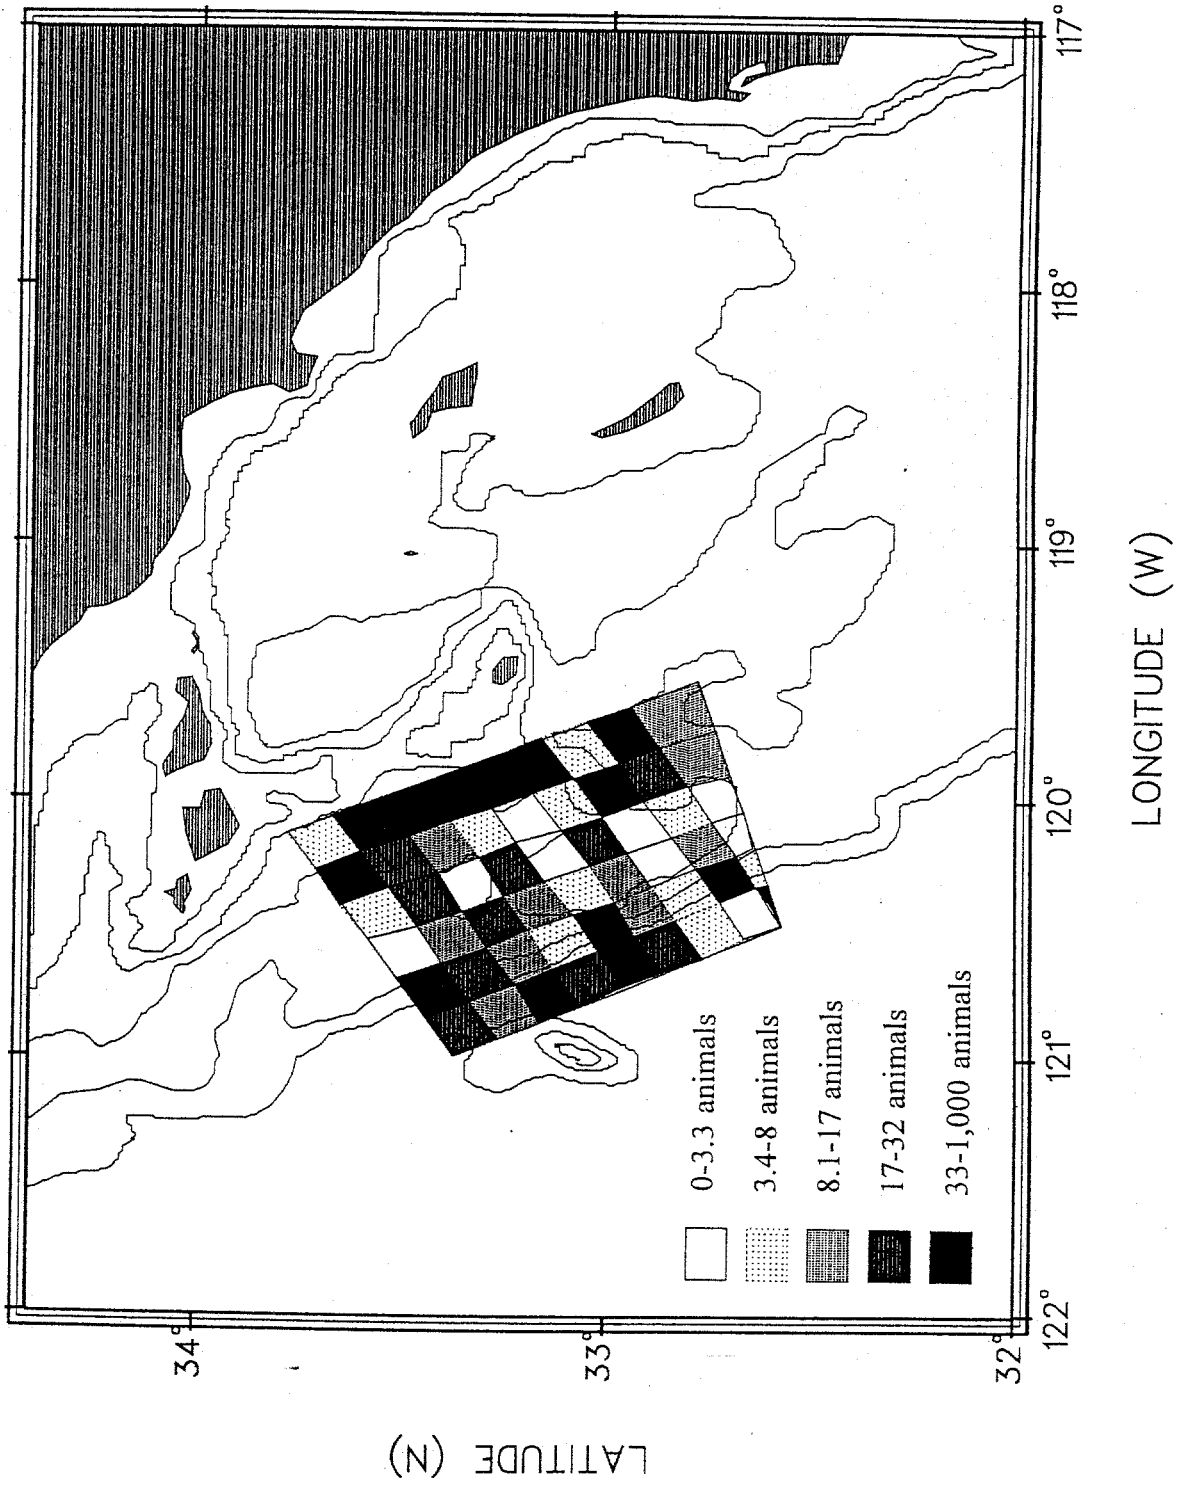 LATITUDE (N)
34°
33°
32°
0-3.3 animals
3.4-8 animals
8.1-17 animals
17-32 animals
33-1,000 animals
122°
121°
120°
119°
118°
117°
LONGITUDE (W)